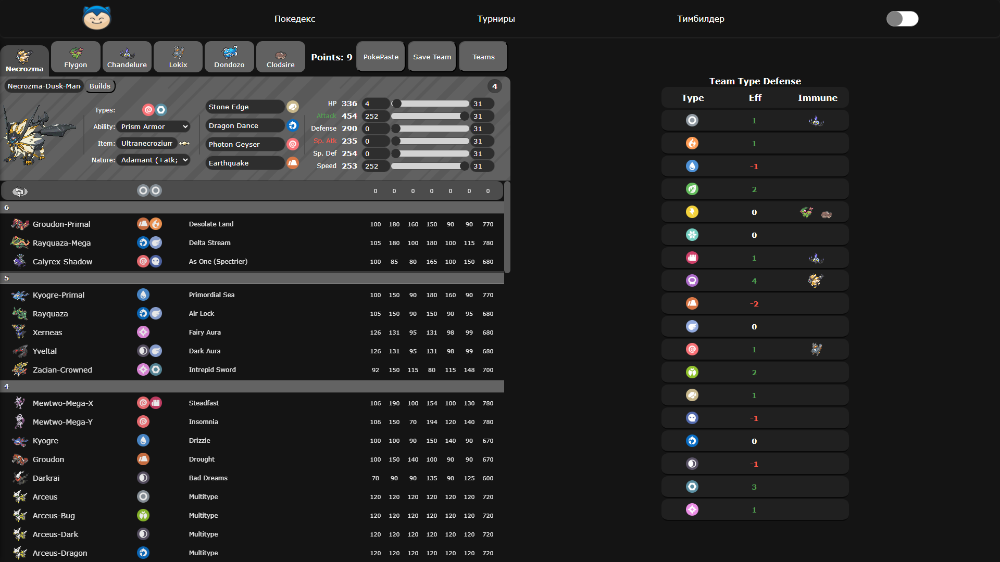 Покедекс Турниры Тимбилдер
Necrozma Flygon Chandelure Lokix Dondozo Clodsire Points: 9 PokePaste Save Team Teams
Necrozma-Dusk-Man Builds 4
Types:
Ability: Prism Armor
Item: Ultranecroziun
Nature: Adamant (+atk;
Stone Edge
Dragon Dance
Photon Geyser
Earthquake
HP 336 4 31
Attack 454 252 31
Defense 290 0 31
Sp. Atk 235 0 31
Sp. Def 254 0 31
Speed 253 252 31
0 0 0 0 0 0 0
6
Groudon-Primal Desolate Land 100 180 160 150 90 90 770
Rayquaza-Mega Delta Stream 105 180 100 180 100 115 780
Calyrex-Shadow As One (Spectrier) 100 85 80 165 100 150 680
5
Kyogre-Primal Primordial Sea 100 150 90 180 160 90 770
Rayquaza Air Lock 105 150 90 150 90 95 680
Xerneas Fairy Aura 126 131 95 131 98 99 680
Yveltal Dark Aura 126 131 95 131 98 99 680
Zacian-Crowned Intrepid Sword 92 150 115 80 115 148 700
4
Mewtwo-Mega-X Steadfast 106 190 100 154 100 130 780
Mewtwo-Mega-Y Insomnia 106 150 70 194 120 140 780
Kyogre Drizzle 100 100 90 150 140 90 670
Groudon Drought 100 150 140 100 90 90 670
Darkrai Bad Dreams 70 90 90 135 90 125 600
Arceus Multitype 120 120 120 120 120 120 720
Arceus-Bug Multitype 120 120 120 120 120 120 720
Arceus-Dark Multitype 120 120 120 120 120 120 720
Arceus-Dragon Multitype 120 120 120 120 120 120 720
Team Type Defense
Type Eff Immune
1
1
-1
2
0
0
1
4
-2
0
1
2
1
-1
0
-1
3
1